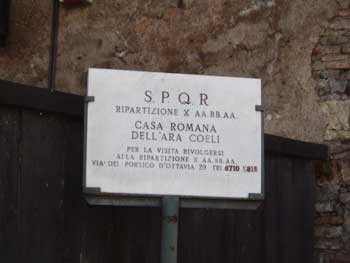 S.P.Q.R
RIPARTIZIONE X AA.BB.AA.
CASA ROMANA
DELL'ARA COELI
PER LA VISITA RIVOLGERSI
ALLA RIPARTIZIONE X AA.BB.AA.
VIA DEL PORTICO D'OTTAVIA 29 TEL 6710